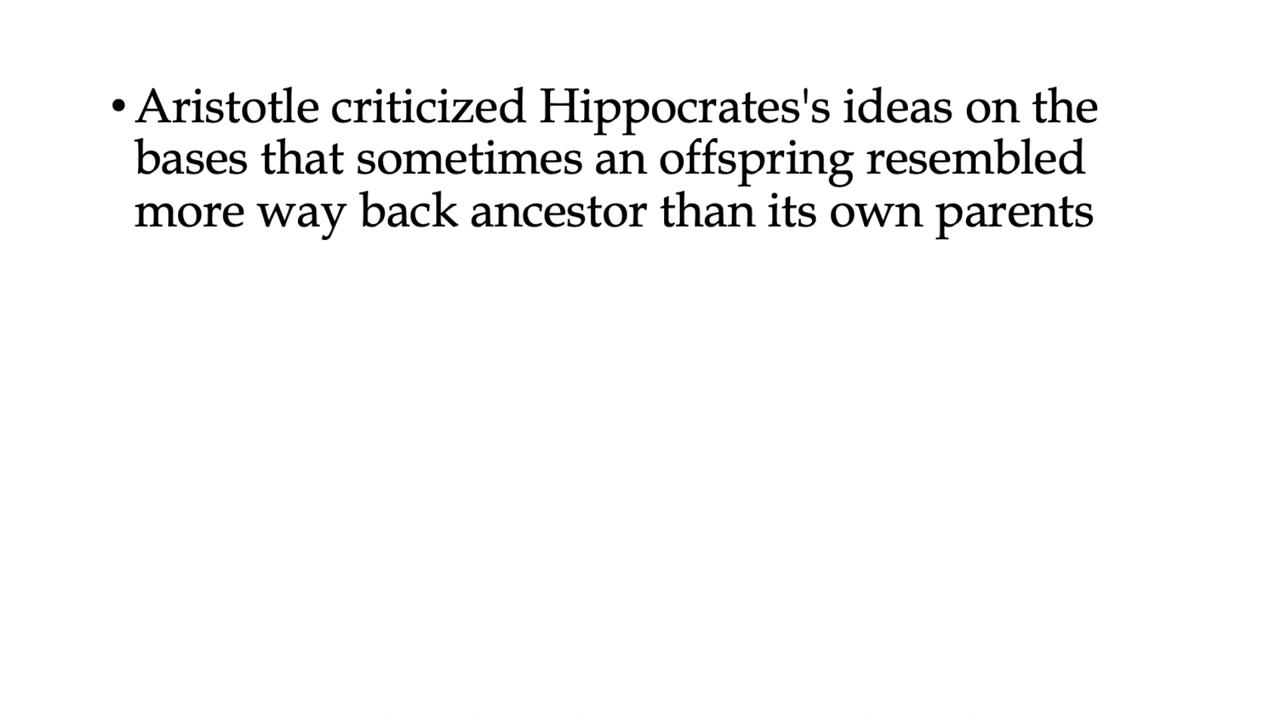 • Aristotle criticized Hippocrates's ideas on the
bases that sometimes an offspring resembled
more way back ancestor than its own parents